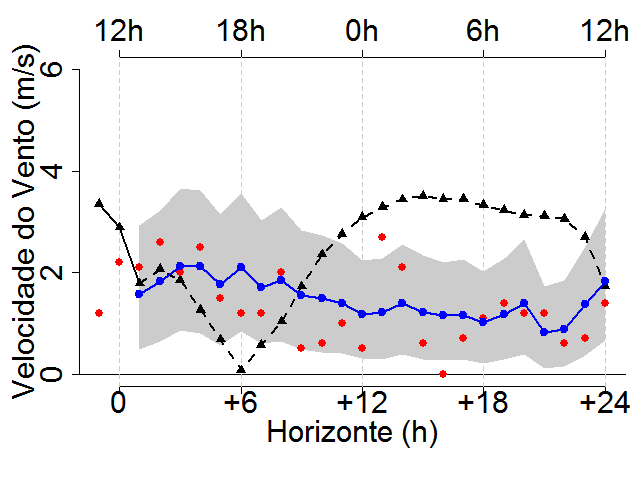 12h 18h 0h 6h 12h
Velocidade do Vento (m/s)
6
4
2
0
0 +6 +12 +18 +24
Horizonte (h)